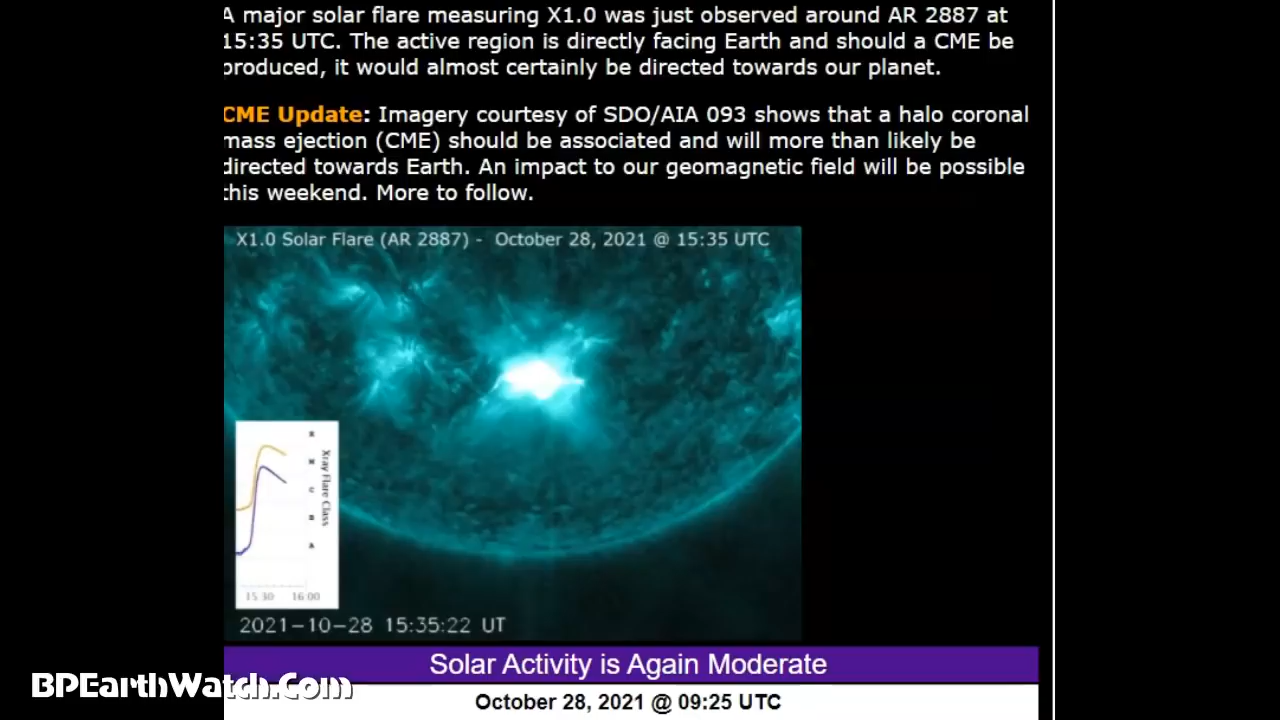 A major solar flare measuring X1.0 was just observed around AR 2887 at
15:35 UTC. The active region is directly facing Earth and should a CME be
produced, it would almost certainly be directed towards our planet.
CME Update: Imagery courtesy of SDO/AIA 093 shows that a halo coronal
mass ejection (CME) should be associated and will more than likely be
directed towards Earth. An impact to our geomagnetic field will be possible
this weekend. More to follow.
X1.0 Solar Flare (AR 2887) - October 28, 2021 @ 15:35 UTC
X
M
C
B
A
Xray Flare Class
15:30 16:00
2021-10-28 15:35:22 UT
Solar Activity is Again Moderate
BPEarthWatch.Com
October 28, 2021 @ 09:25 UTC